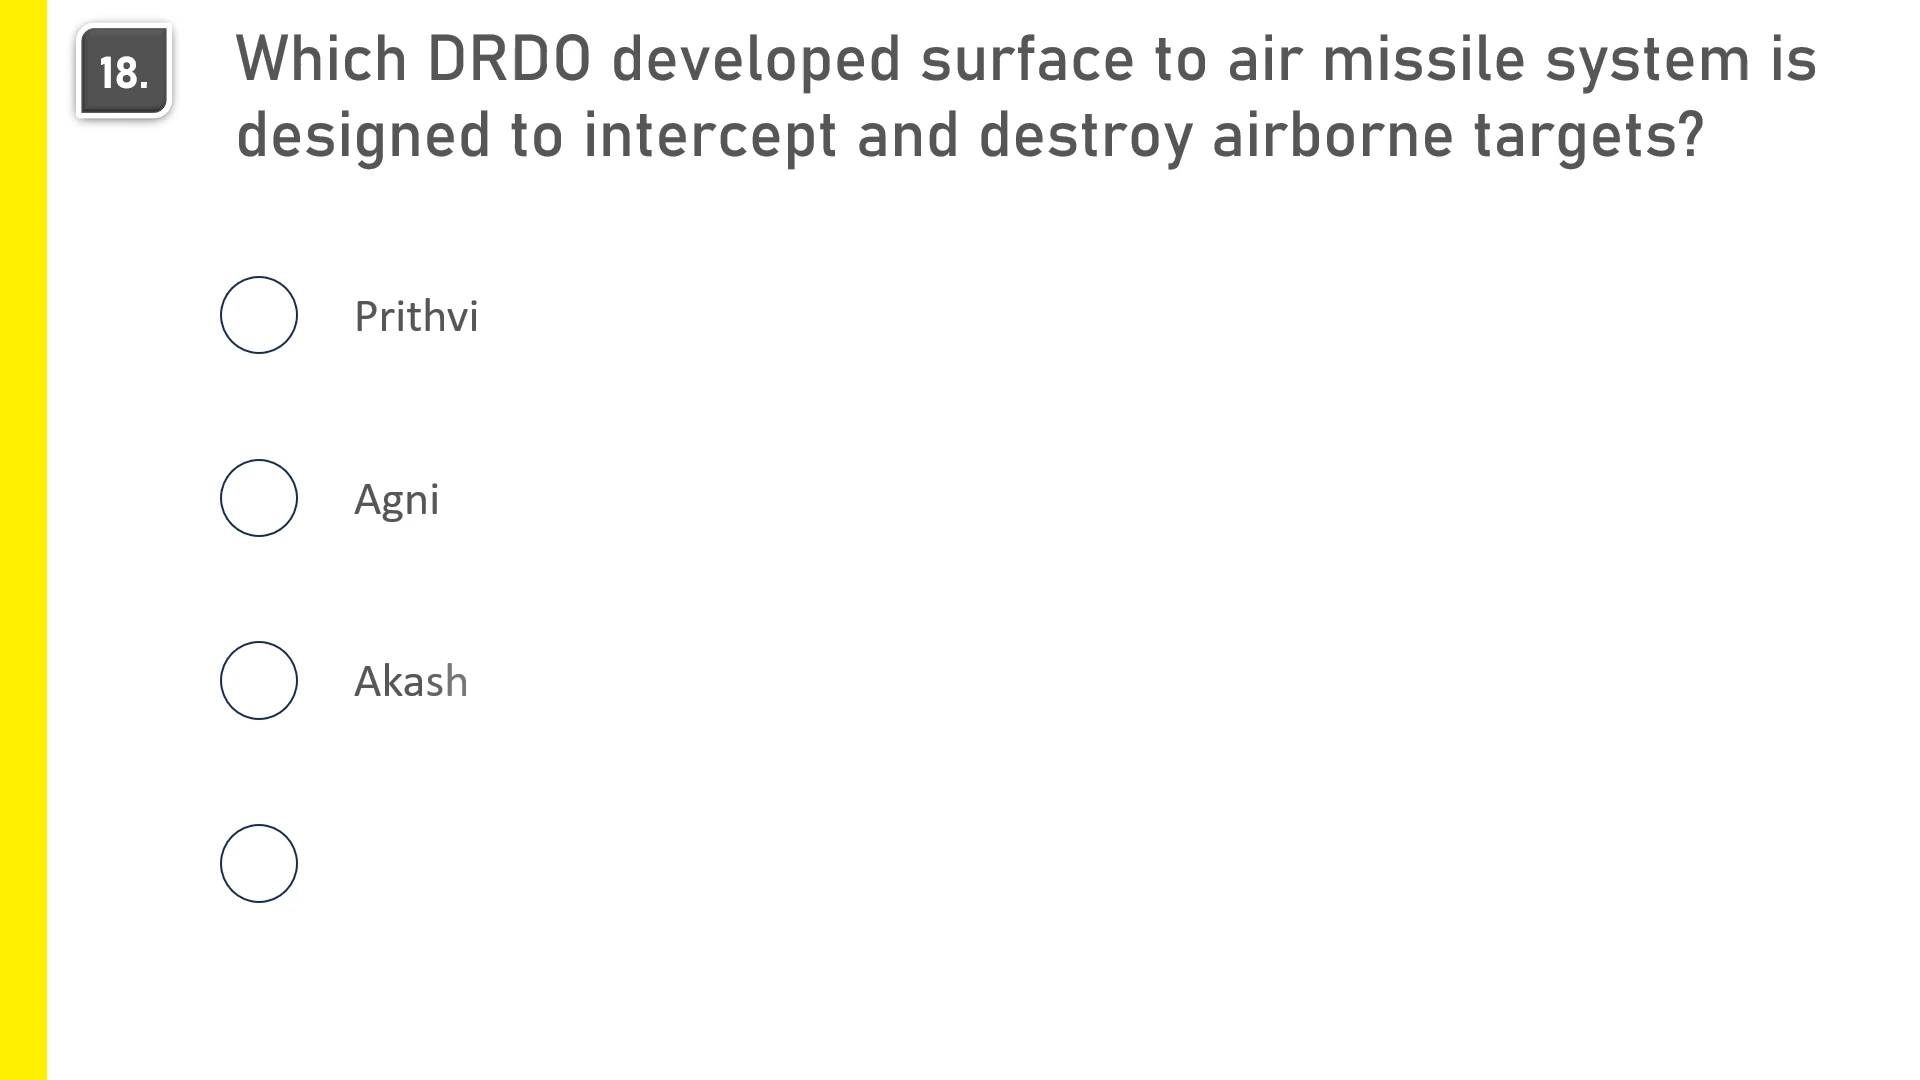 18.
Which DRDO developed surface to air missile system is
designed to intercept and destroy airborne targets?
Prithvi
Agni
Akash